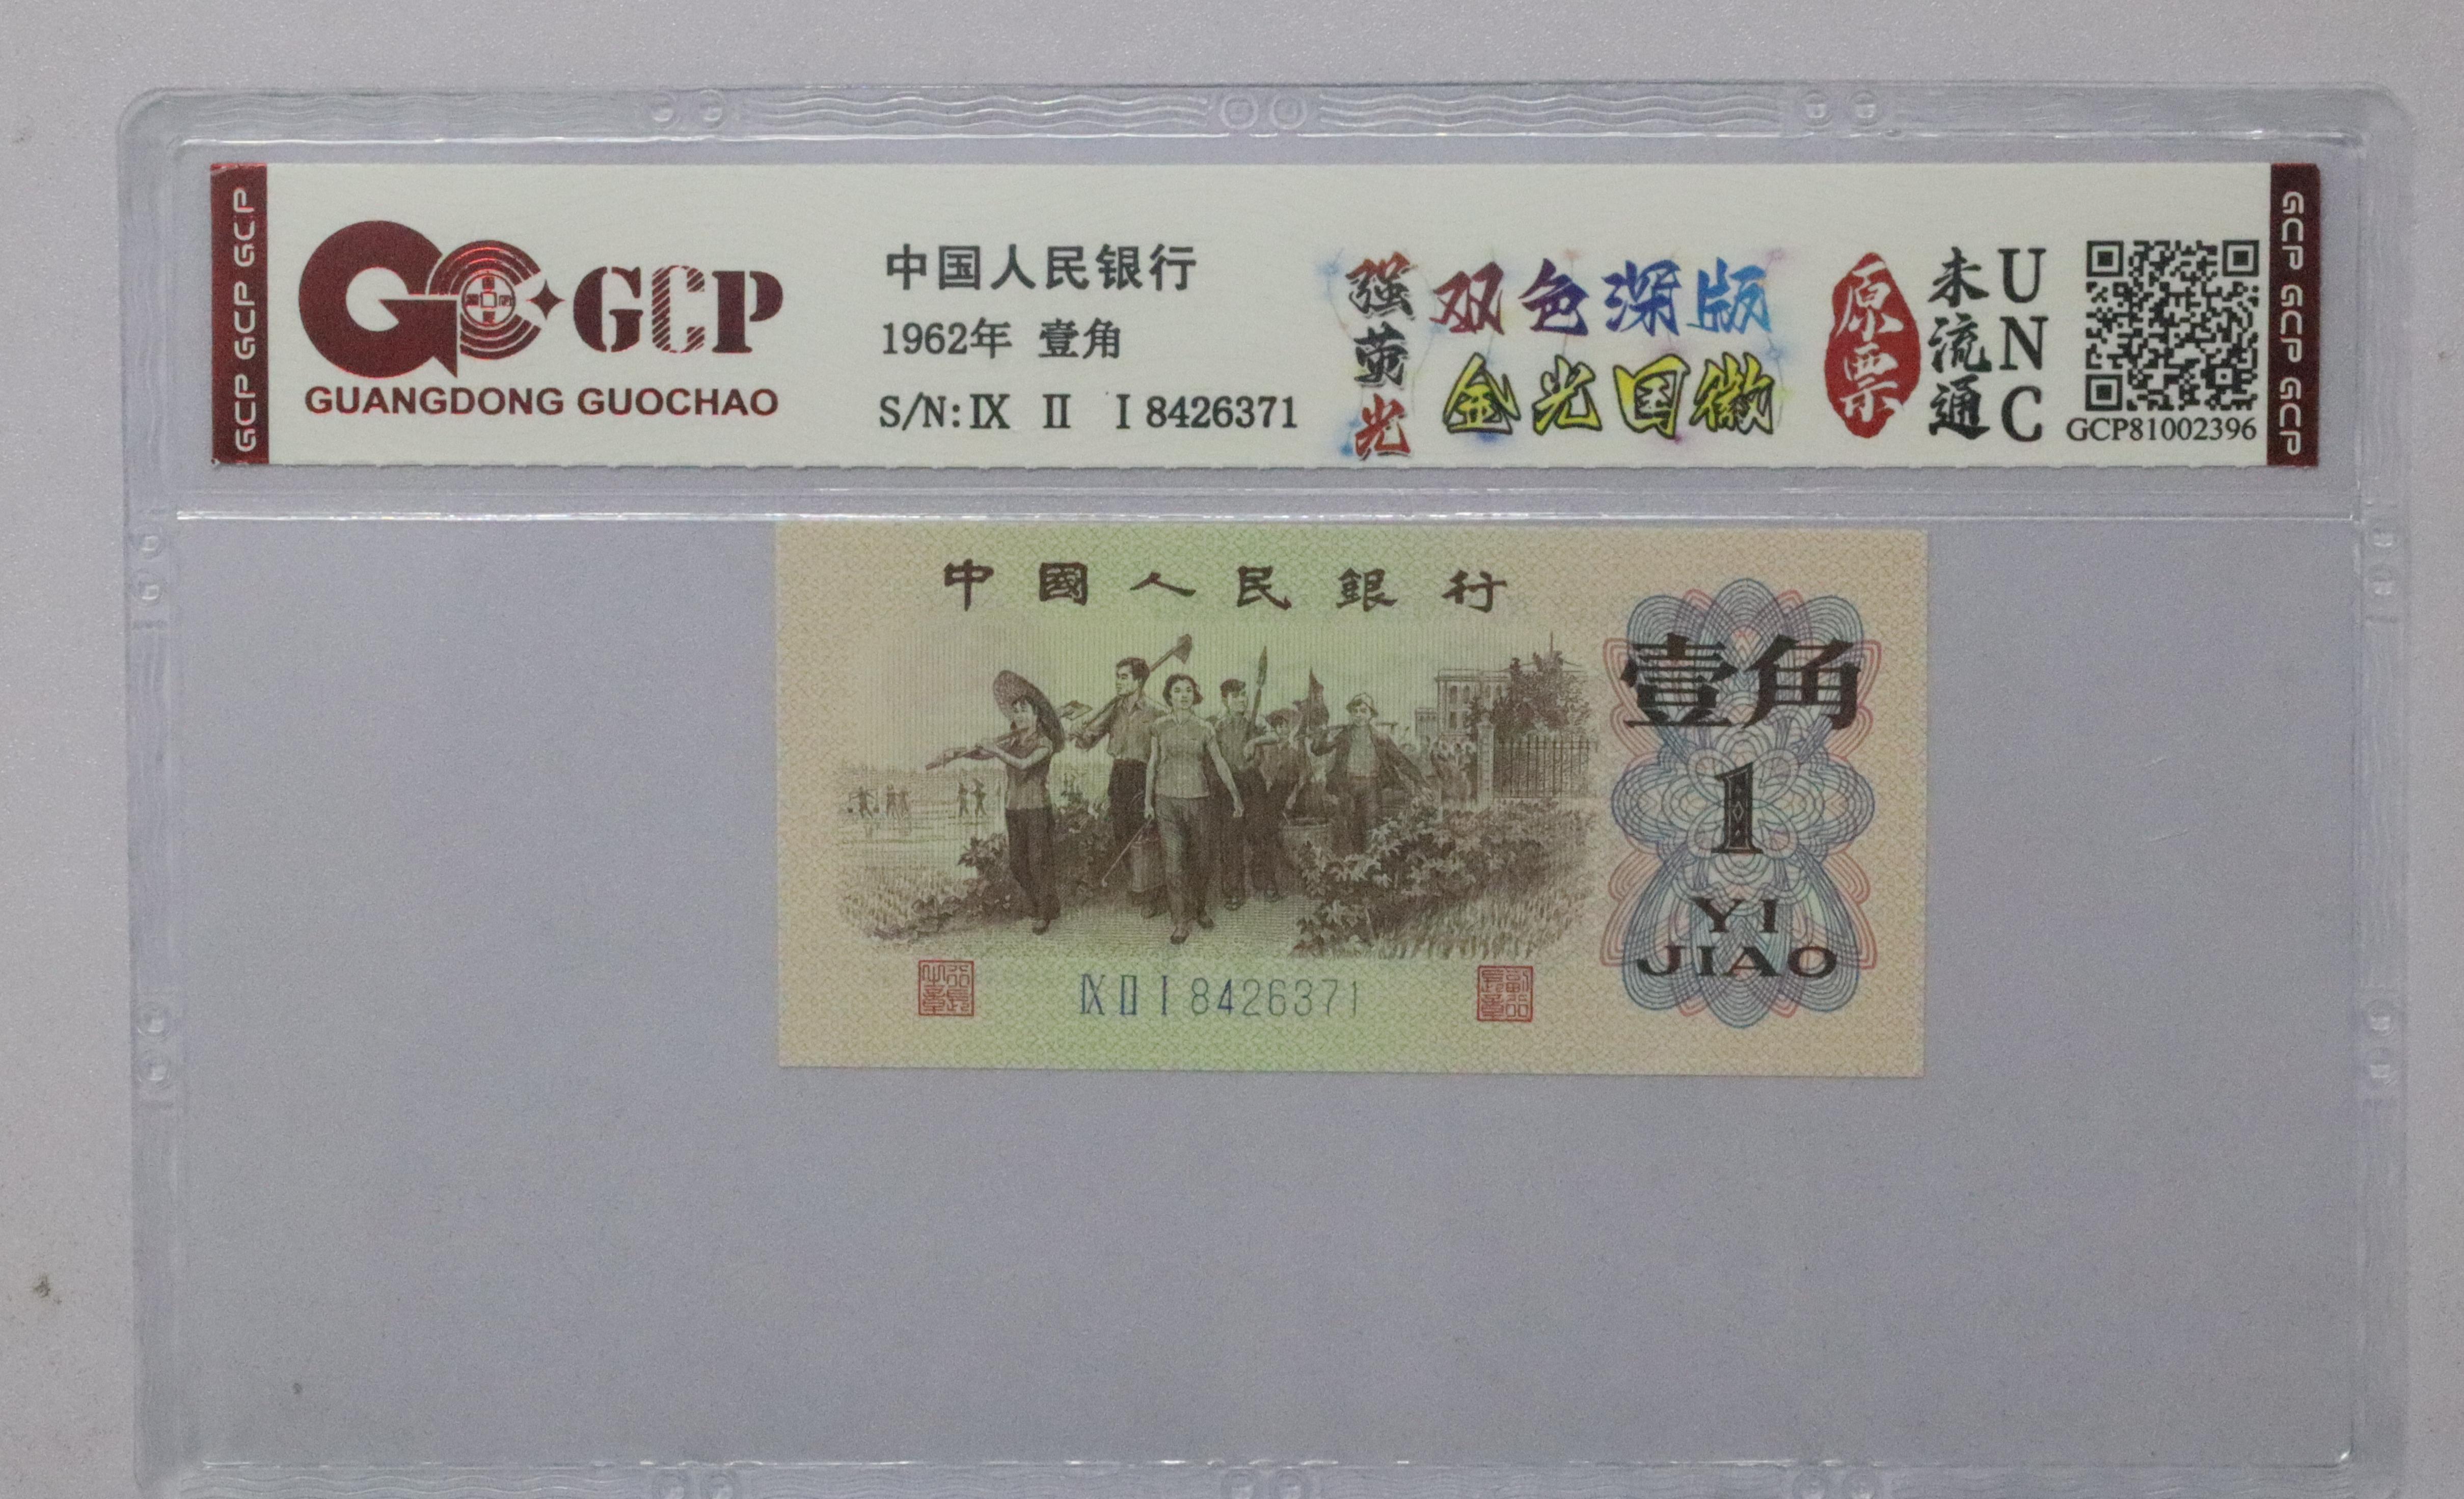 GCP GCP GCP
GCP
GUANGDONG GUOCHAO
中国人民银行
1962年 壹角
S/N: IX II I 8426371
强荧光
双色深版
金光国徽
原票
未流通
UNC
GCP81002396
GCP GCP GCP
中國人民銀行
壹角
1
YI
JIAO
IX II I 8426371